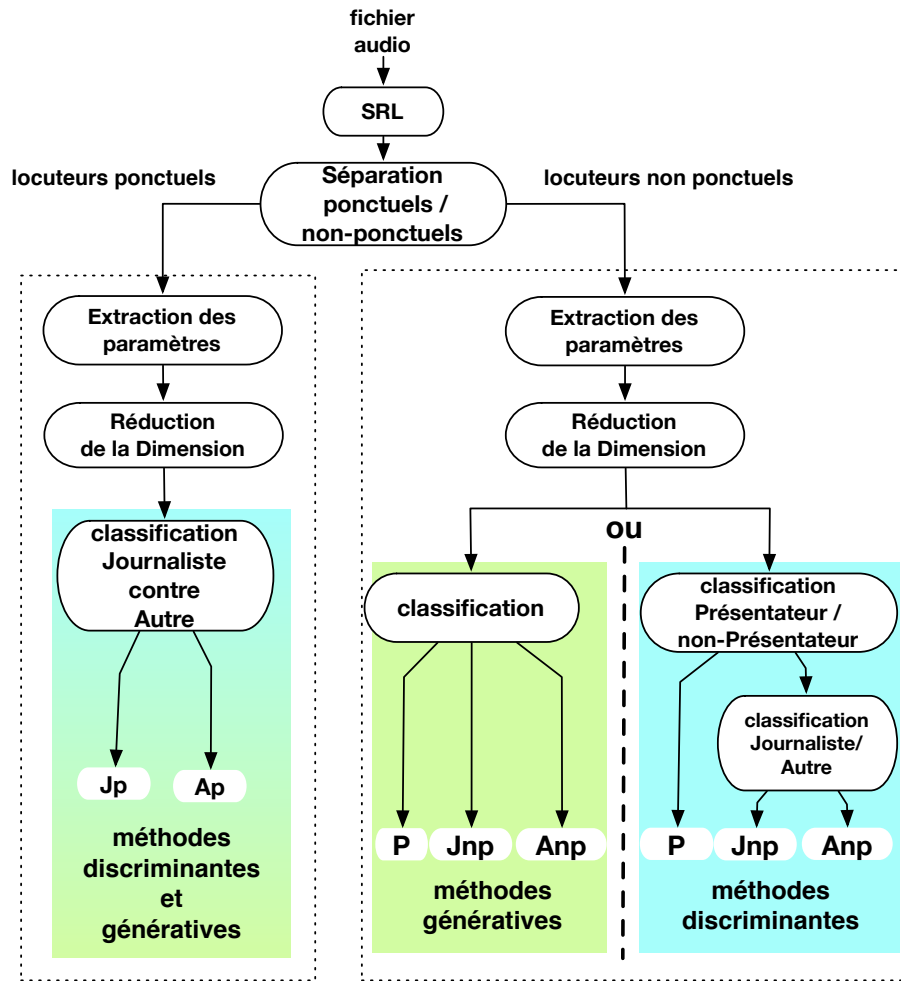 fichier
audio
SRL
locuteurs ponctuels
Séparation
ponctuels /
non-ponctuels
locuteurs non ponctuels
Extraction des
paramètres
Réduction
de la Dimension
classification
Journaliste
contre
Autre
Jp
Ap
méthodes
discriminantes
et
génératives
Extraction des
paramètres
Réduction
de la Dimension
ou
classification
P
Jnp
Anp
méthodes
génératives
classification
Présentateur /
non-Présentateur
classification
Journaliste/
Autre
P
Jnp
Anp
méthodes
discriminantes